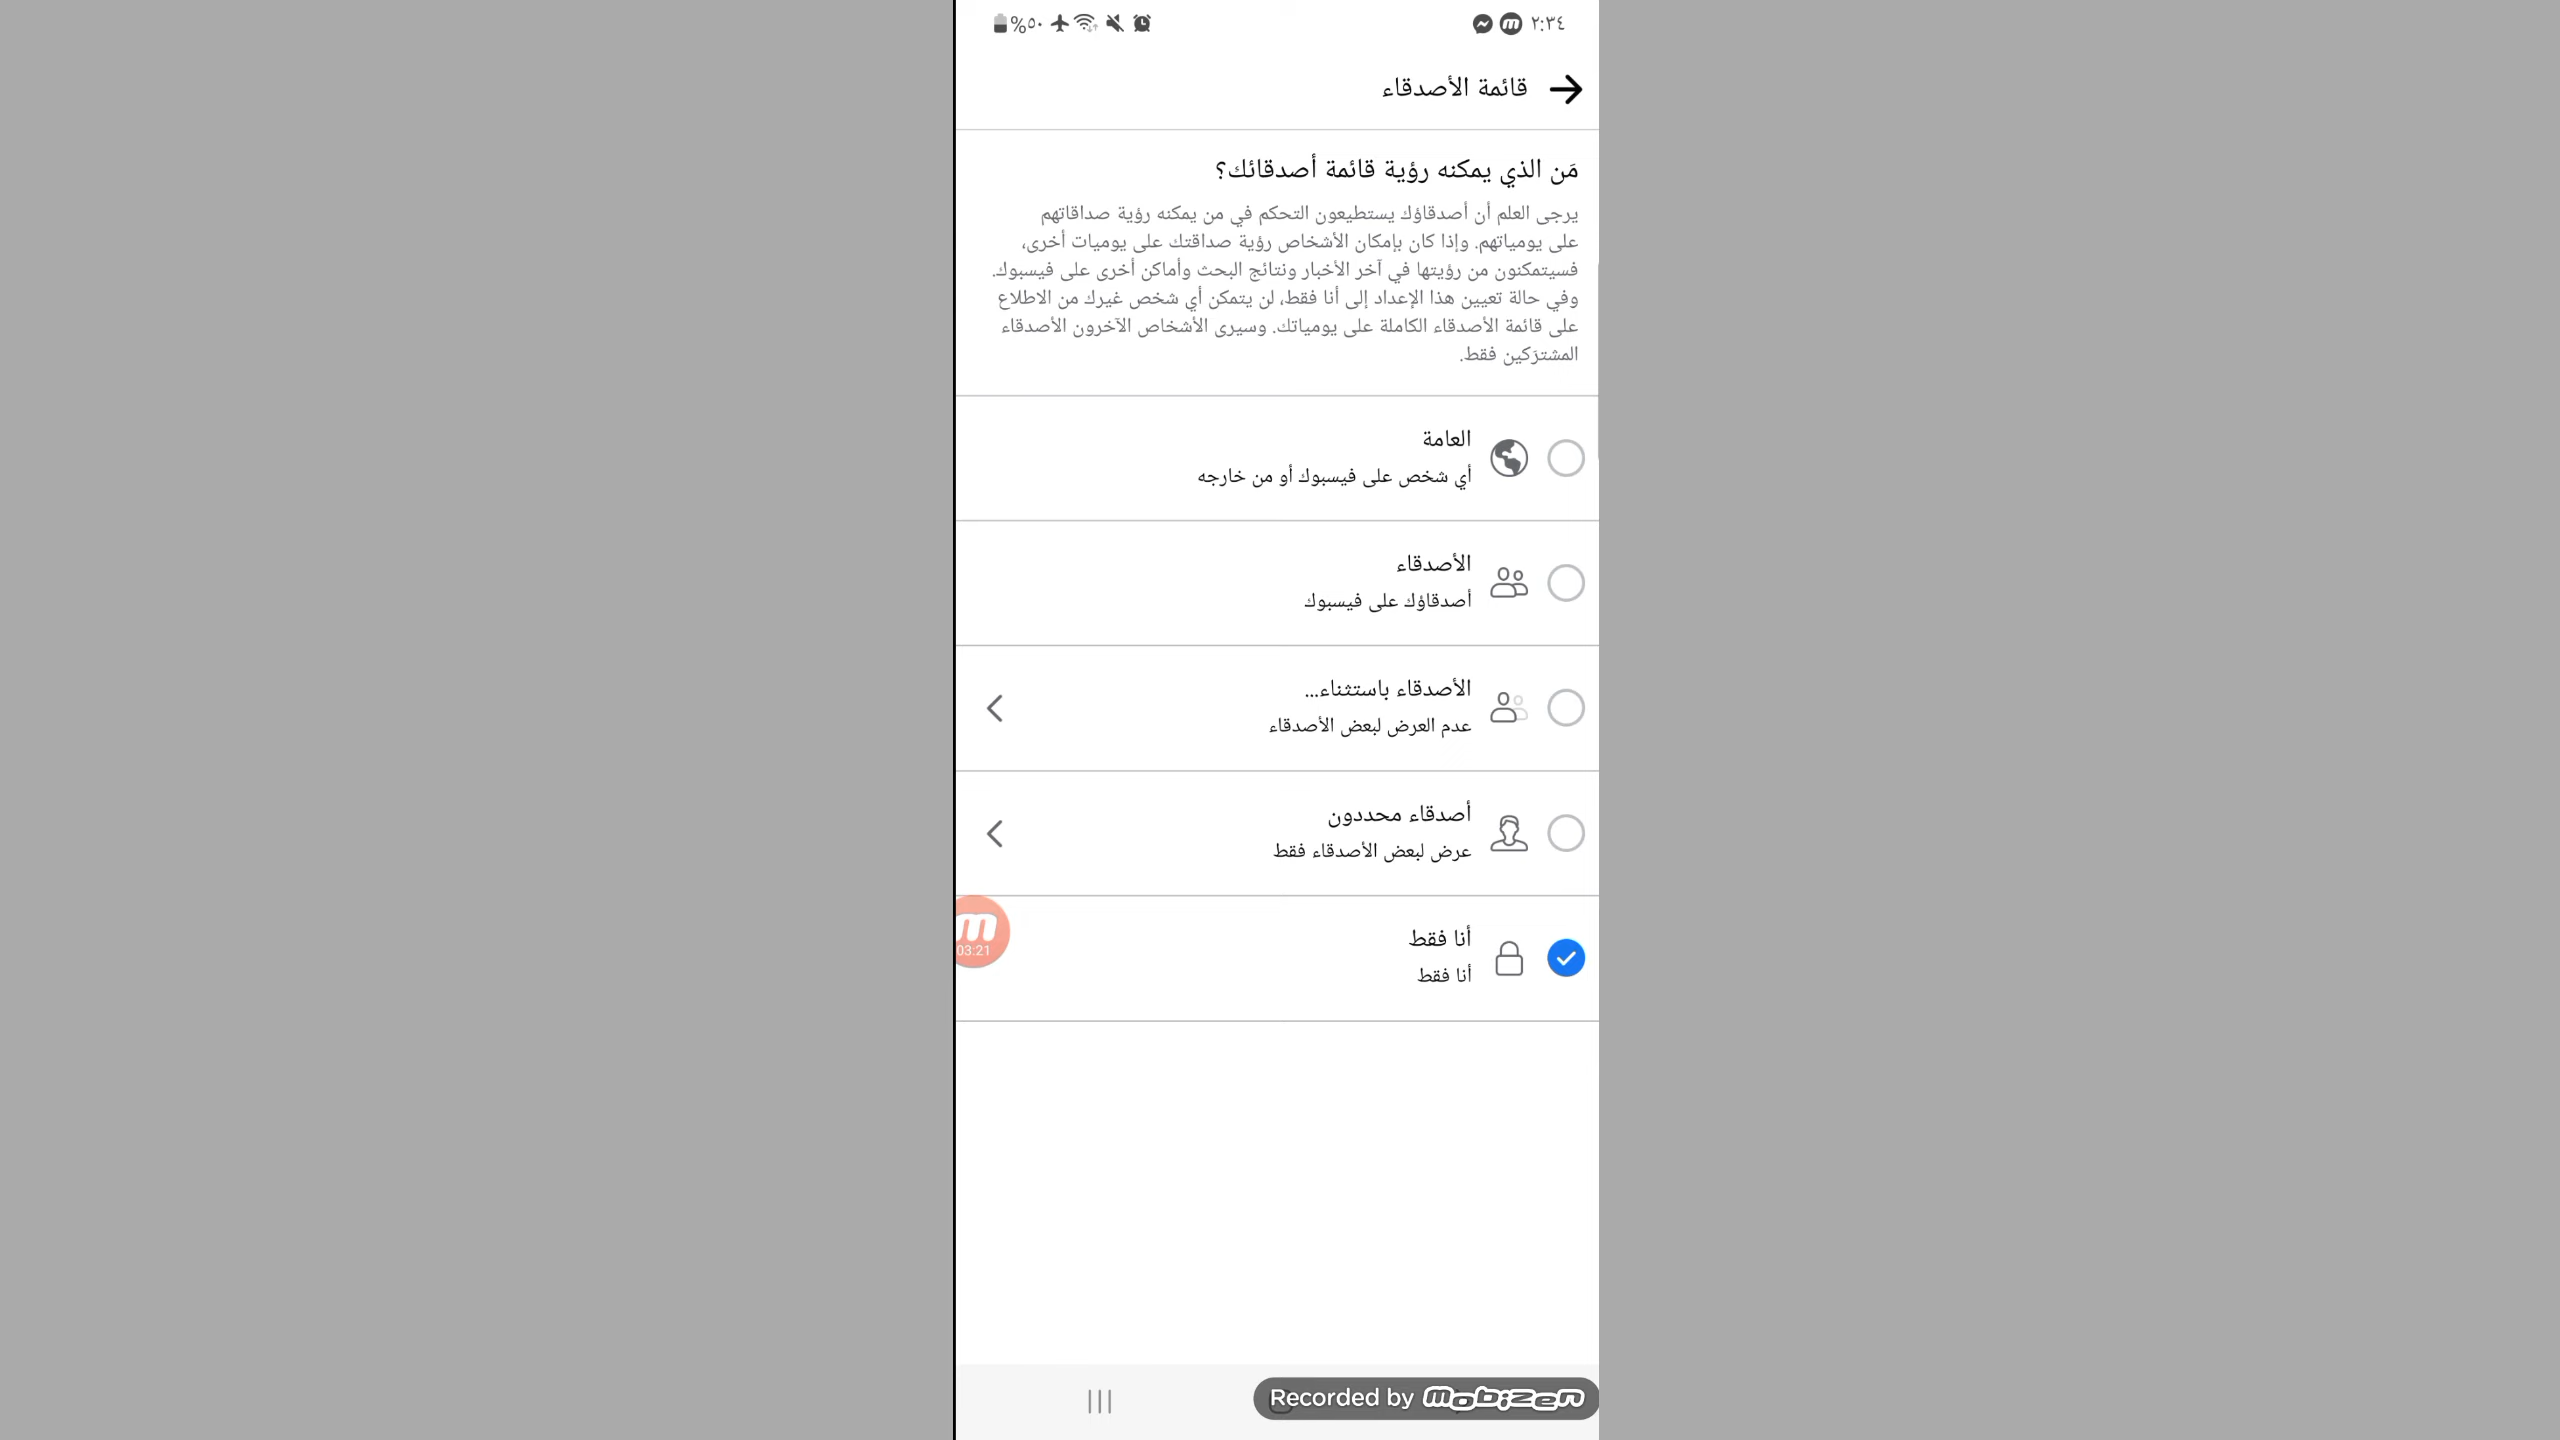 %٥٠ ٢:٣٤
قائمة الأصدقاء
مَن الذي يمكنه رؤية قائمة أصدقائك؟
يرجى العلم أن أصدقاؤك يستطيعون التحكم في من يمكنه رؤية صداقاتهم
على يومياتهم. وإذا كان بإمكان الأشخاص رؤية صداقتك على يوميات أخرى،
فسيتمكنون من رؤيتها في آخر الأخبار ونتائج البحث وأماكن أخرى على فيسبوك.
وفي حالة تعيين هذا الإعداد إلى أنا فقط، لن يتمكن أي شخص غيرك من الاطلاع
على قائمة الأصدقاء الكاملة على يومياتك. وسيرى الأشخاص الآخرون الأصدقاء
المشترَكين فقط.
العامة
أي شخص على فيسبوك أو من خارجه
الأصدقاء
أصدقاؤك على فيسبوك
الأصدقاء باستثناء...
عدم العرض لبعض الأصدقاء
أصدقاء محددون
عرض لبعض الأصدقاء فقط
أنا فقط
أنا فقط
m
03:21
Recorded by mobizen